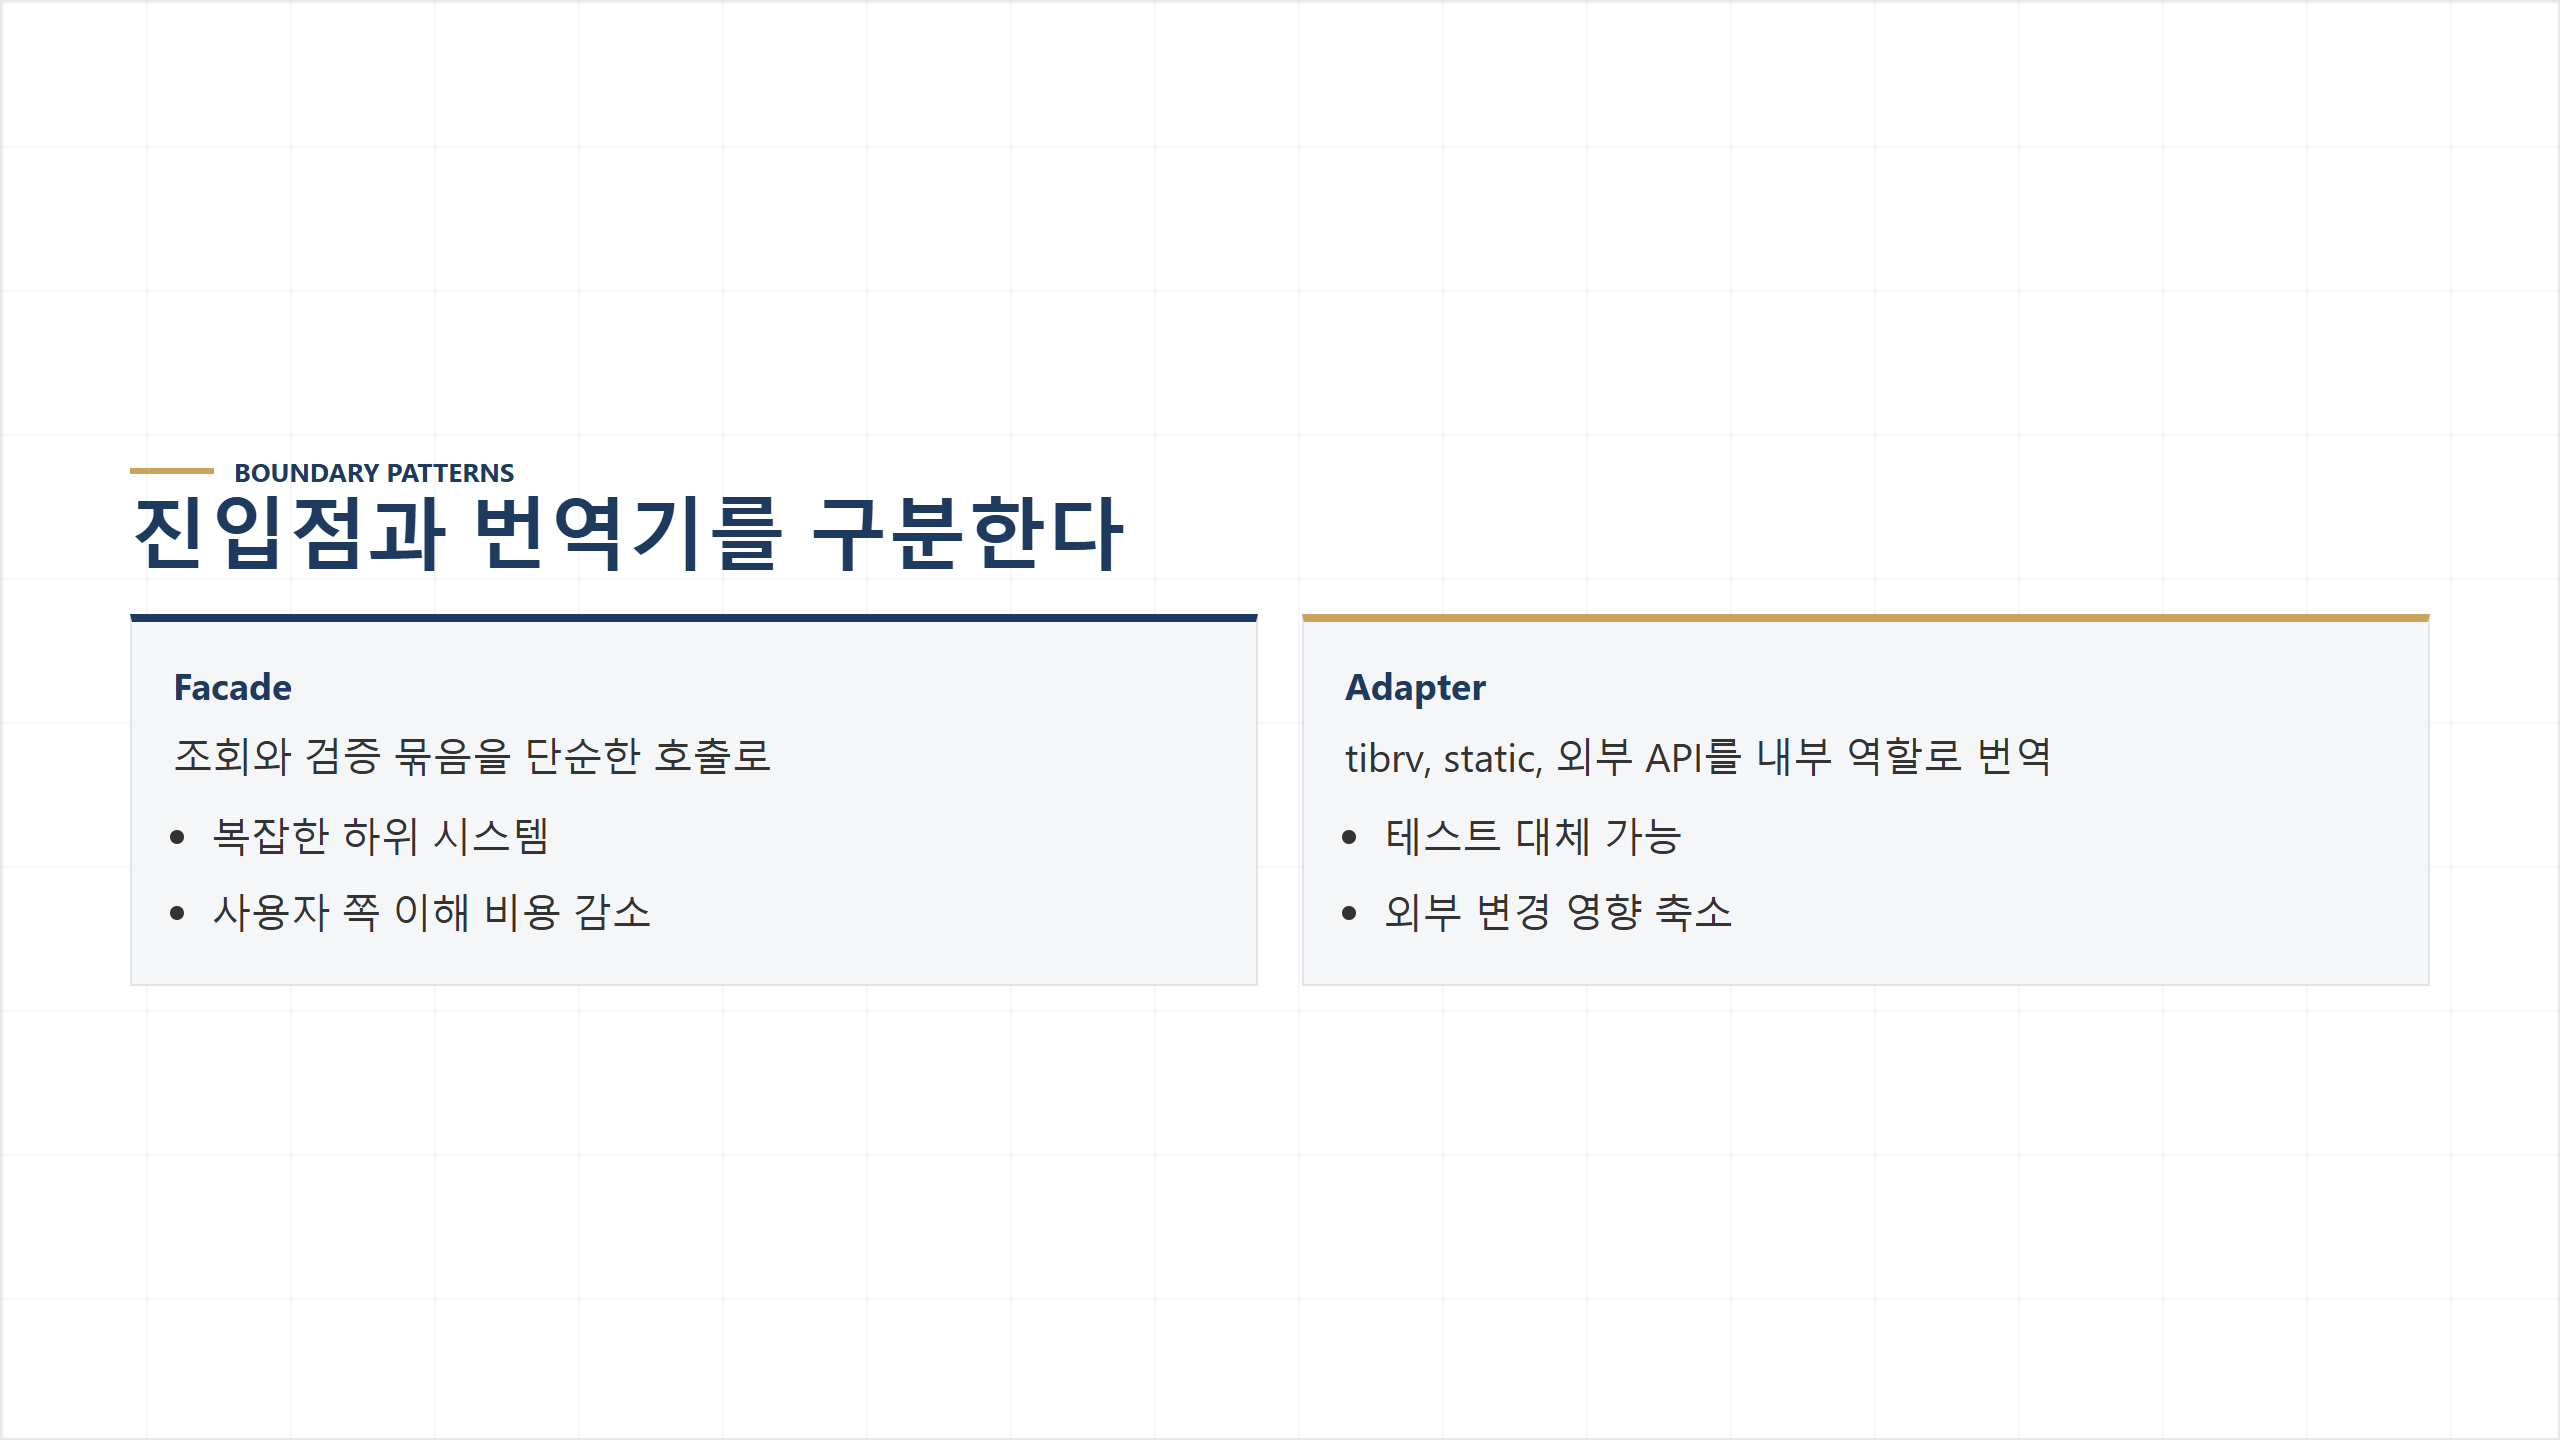 BOUNDARY PATTERNS
진입점과 번역기를 구분한다
Facade
조회와 검증 묶음을 단순한 호출로
• 복잡한 하위 시스템
• 사용자 쪽 이해 비용 감소
Adapter
tibrv, static, 외부 API를 내부 역할로 번역
• 테스트 대체 가능
• 외부 변경 영향 축소